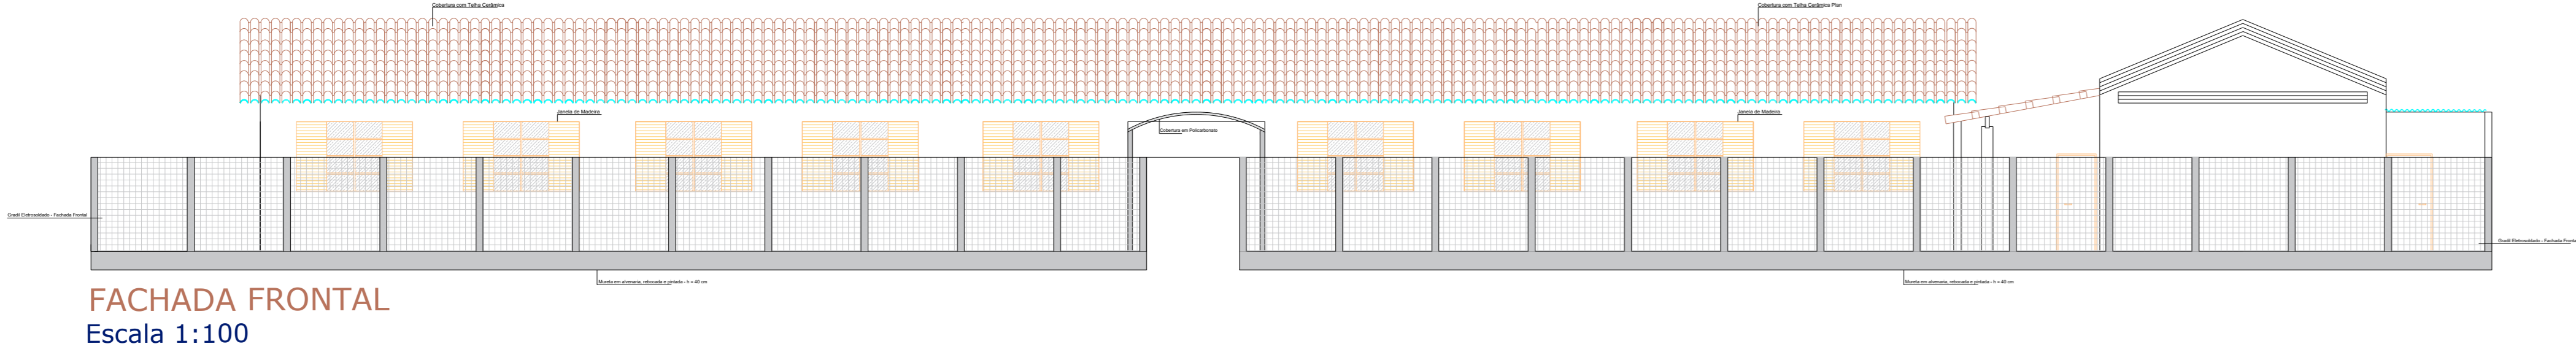 Cobertura com Telha Cerâmica
Cobertura com Telha Cerâmica Plan
Janela de Madeira
Janela de Madeira
Cobertura em Policarbonato
Gradil Eletrosoldado - Fachada Frontal
Gradil Eletrosoldado - Fachada Fronta
Mureta em alvenaria, rebocada e pintada - h = 40 cm
Mureta em alvenaria, rebocada e pintada - h = 40 cm
FACHADA FRONTAL
Escala 1:100